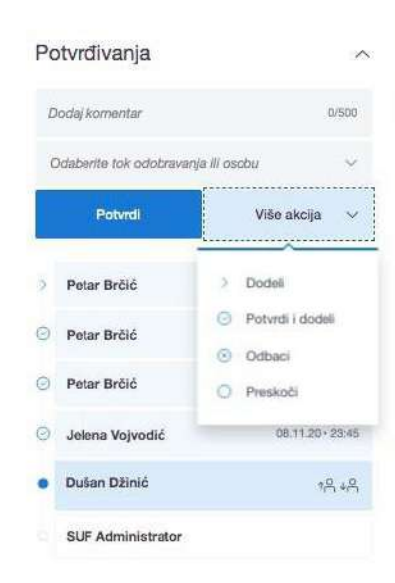 Potvrđivanja
Dodaj komentar 0/500
Odaberite tok odobravanja ili osobu
Potvrdi Više akcija
Petar Brčić Dodeli
Petar Brčić Potvrdi i dodeli
Odbaci
Petar Brčić Preskoči
Jelena Vojvodić 08.11.20 • 23:45
Dušan Džinić
SUF Administrator